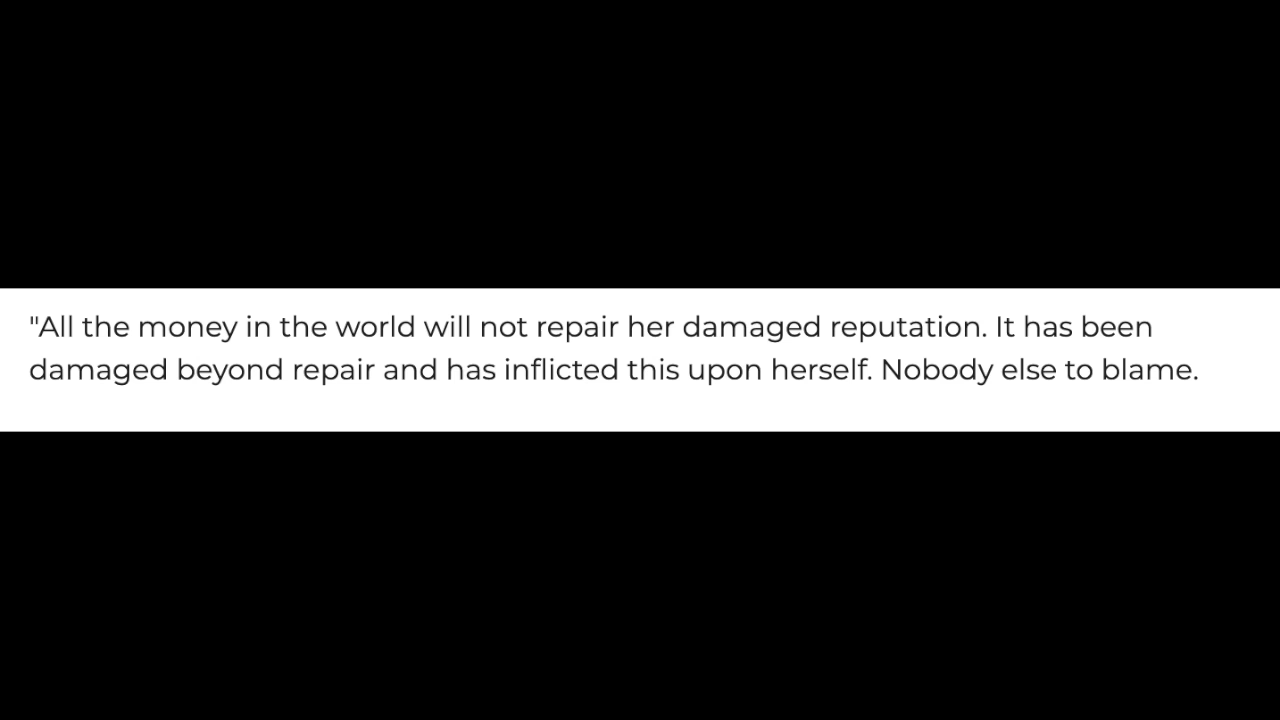 "All the money in the world will not repair her damaged reputation. It has been
damaged beyond repair and has inflicted this upon herself. Nobody else to blame.